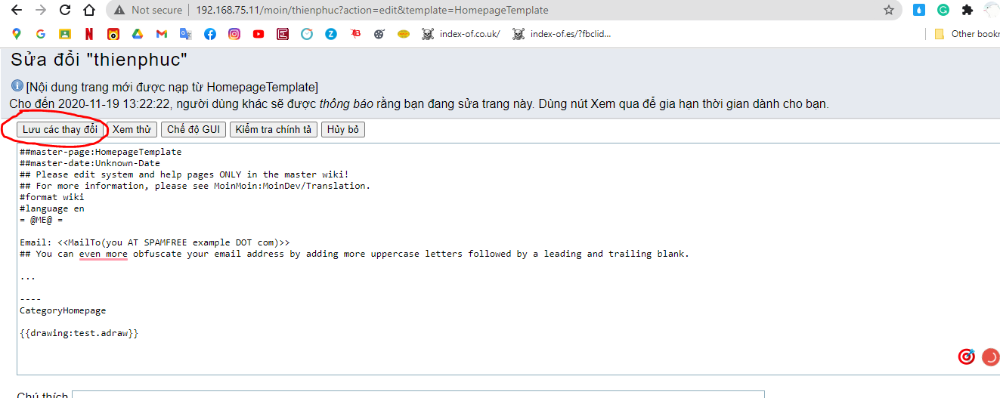 Not secure | 192.168.75.11/moin/thienphuc?action=edit&template=HomepageTemplate
index-of.co.uk/ index-of.es/?fbclid... Other bookr
Sửa đổi "thienphuc"
[Nội dung trang mới được nạp từ HomepageTemplate]
Cho đến 2020-11-19 13:22:22, người dùng khác sẽ được thông báo rằng bạn đang sửa trang này. Dùng nút Xem qua để gia hạn thời gian dành cho bạn.
Lưu các thay đổi Xem thử Chế độ GUI Kiểm tra chính tả Hủy bỏ
##master-page:HomepageTemplate
##master-date:Unknown-Date
## Please edit system and help pages ONLY in the master wiki!
## For more information, please see MoinMoin:MoinDev/Translation.
#format wiki
#language en
= @ME@ =
Email: <<MailTo(you AT SPAMFREE example DOT com)>>
## You can even more obfuscate your email address by adding more uppercase letters followed by a leading and trailing blank.
...
----
CategoryHomepage
{{drawing:test.adraw}}
Chú thích